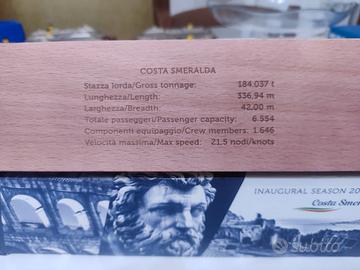 COSTA SMERALDA
Stazza lorda/Gross tonnage: 184.037 t
Lunghezza/Length: 336,94 m
Larghezza/Breadth: 42.00 m
Totale passeggeri/Passenger capacity: 6.554
Componenti equipaggio/Crew members: 1.646
Velocità massima/Max speed: 21,5 nodi/knots
INAUGURAL SEASON 20
Costa Smer
subito